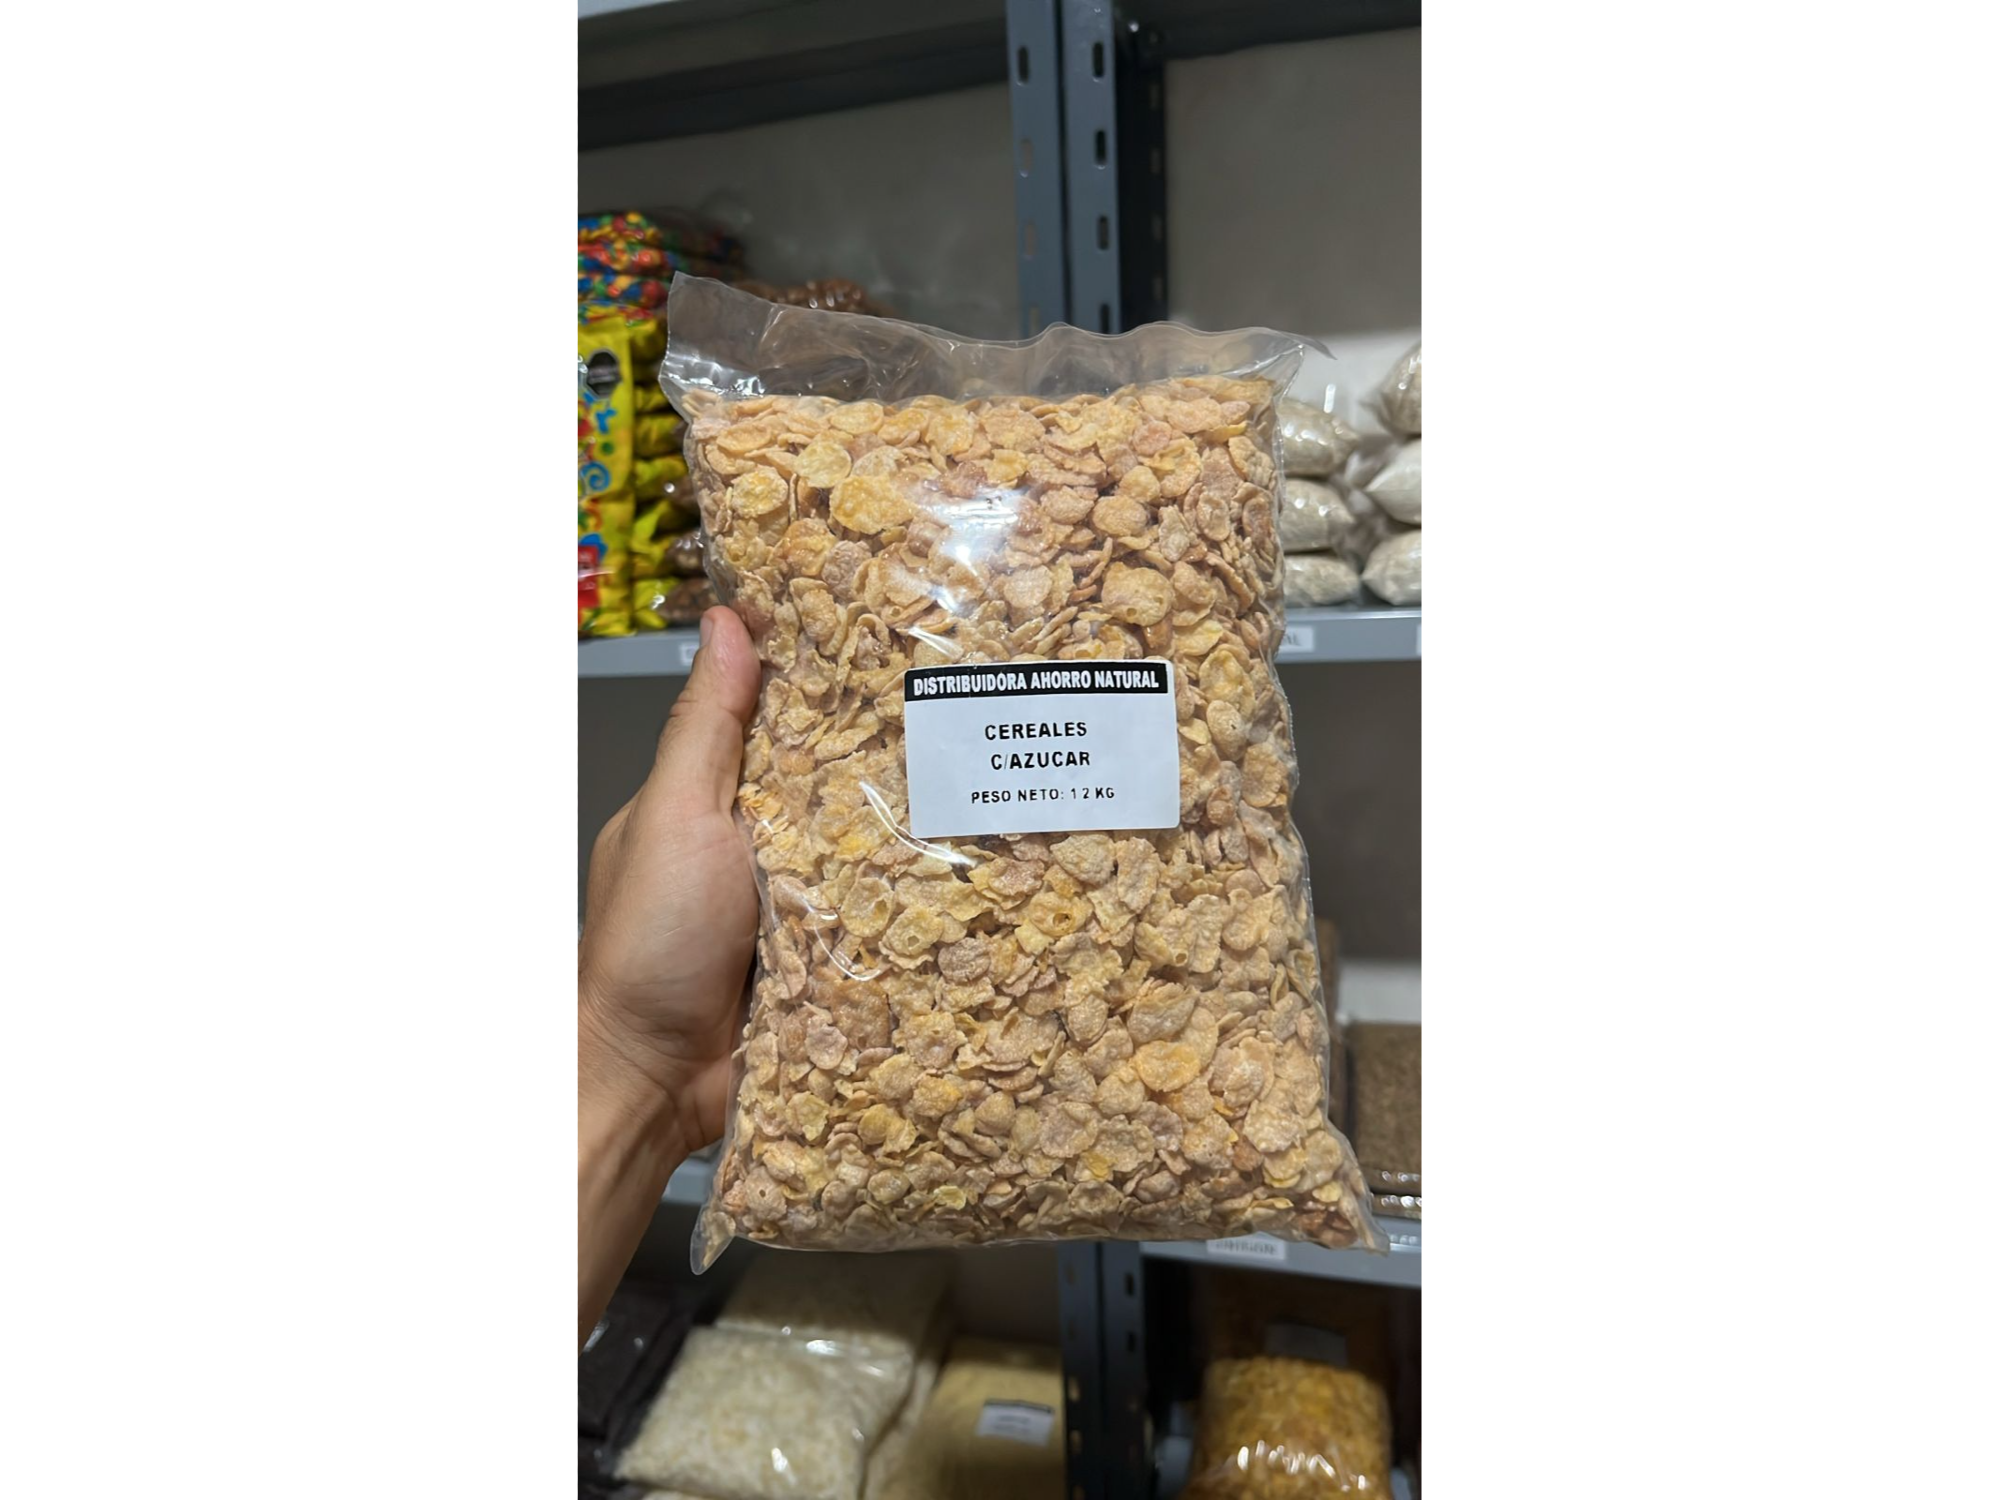 DISTRIBUIDORA AHORRO NATURAL
CEREALES
C/AZUCAR
PESO NETO: 1 2 KG